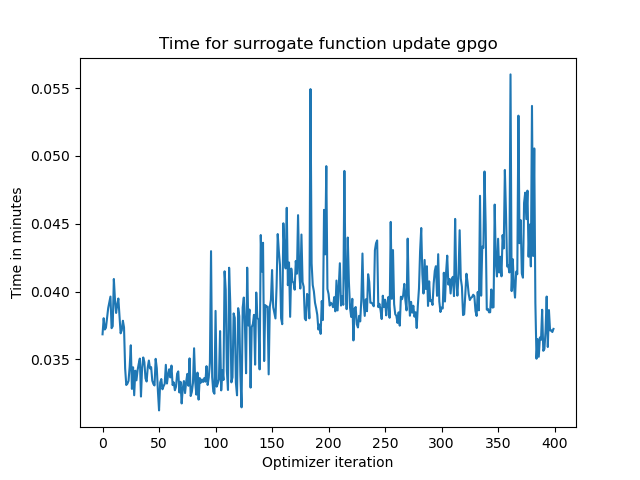 Time for surrogate function update gpgo
0.055
0.050
0.045
0.040
0.035
Time in minutes
0 50 100 150 200 250 300 350 400
Optimizer iteration